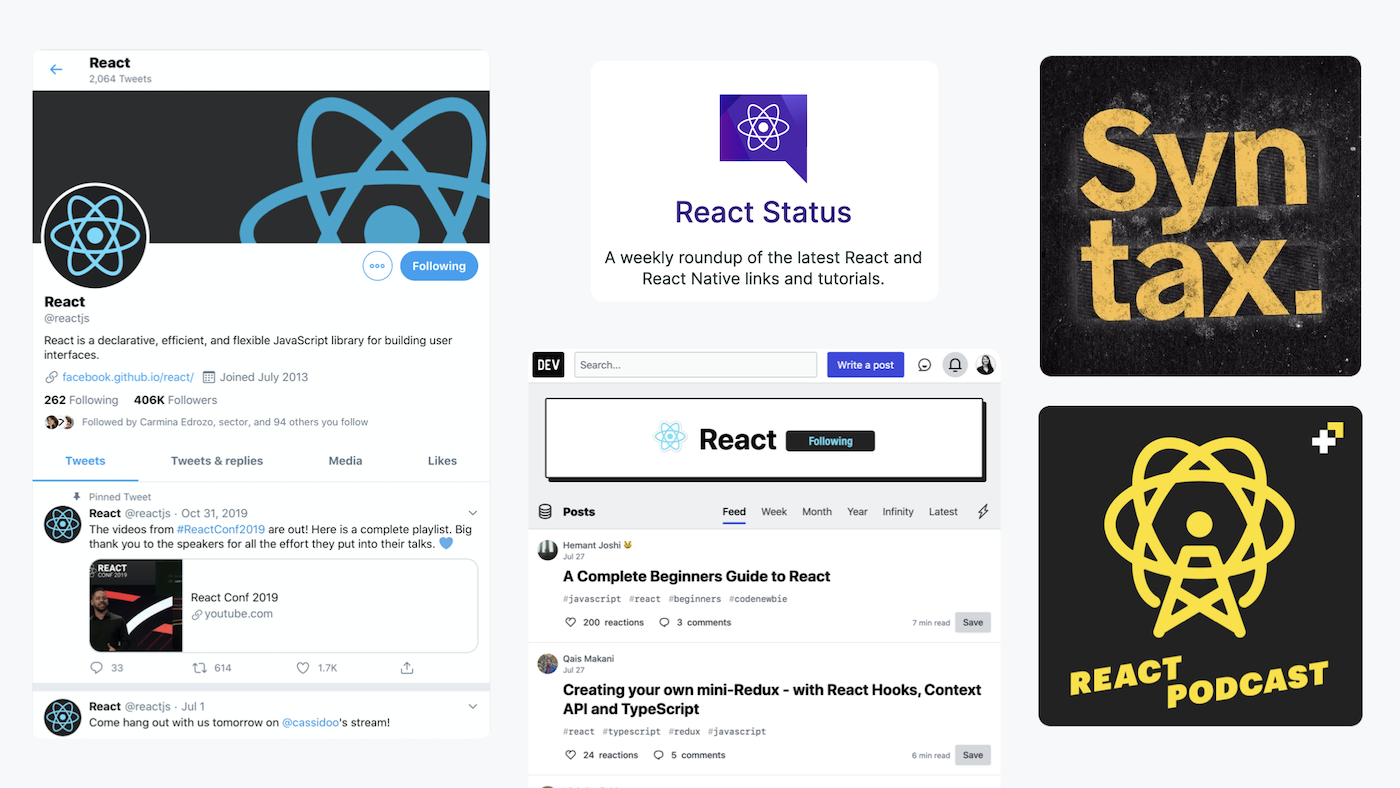 React
2,064 Tweets
Following
React
@reactjs
React is a declarative, efficient, and flexible JavaScript library for building user
interfaces.
facebook.github.io/react/ Joined July 2013
262 Following 406K Followers
Followed by Carmina Edrozo, sector, and 94 others you follow
Tweets Tweets & replies Media Likes
Pinned Tweet
React @reactjs · Oct 31, 2019
The videos from #ReactConf2019 are out! Here is a complete playlist. Big
thank you to the speakers for all the effort they put into their talks. 💙
REACT
CONF 2019
React Conf 2019
youtube.com
33 614 1.7K
React @reactjs · Jul 1
Come hang out with us tomorrow on @cassidoo's stream!
React Status
A weekly roundup of the latest React and
React Native links and tutorials.
DEV Search... Write a post
React Following
Posts Feed Week Month Year Infinity Latest
Hemant Joshi
Jul 27
A Complete Beginners Guide to React
#javascript #react #beginners #codenewbie
200 reactions 3 comments 7 min read Save
Qais Makani
Jul 27
Creating your own mini-Redux - with React Hooks, Context
API and TypeScript
#react #typescript #redux #javascript
24 reactions 5 comments 6 min read Save
Syn
tax.
REACT
PODCAST